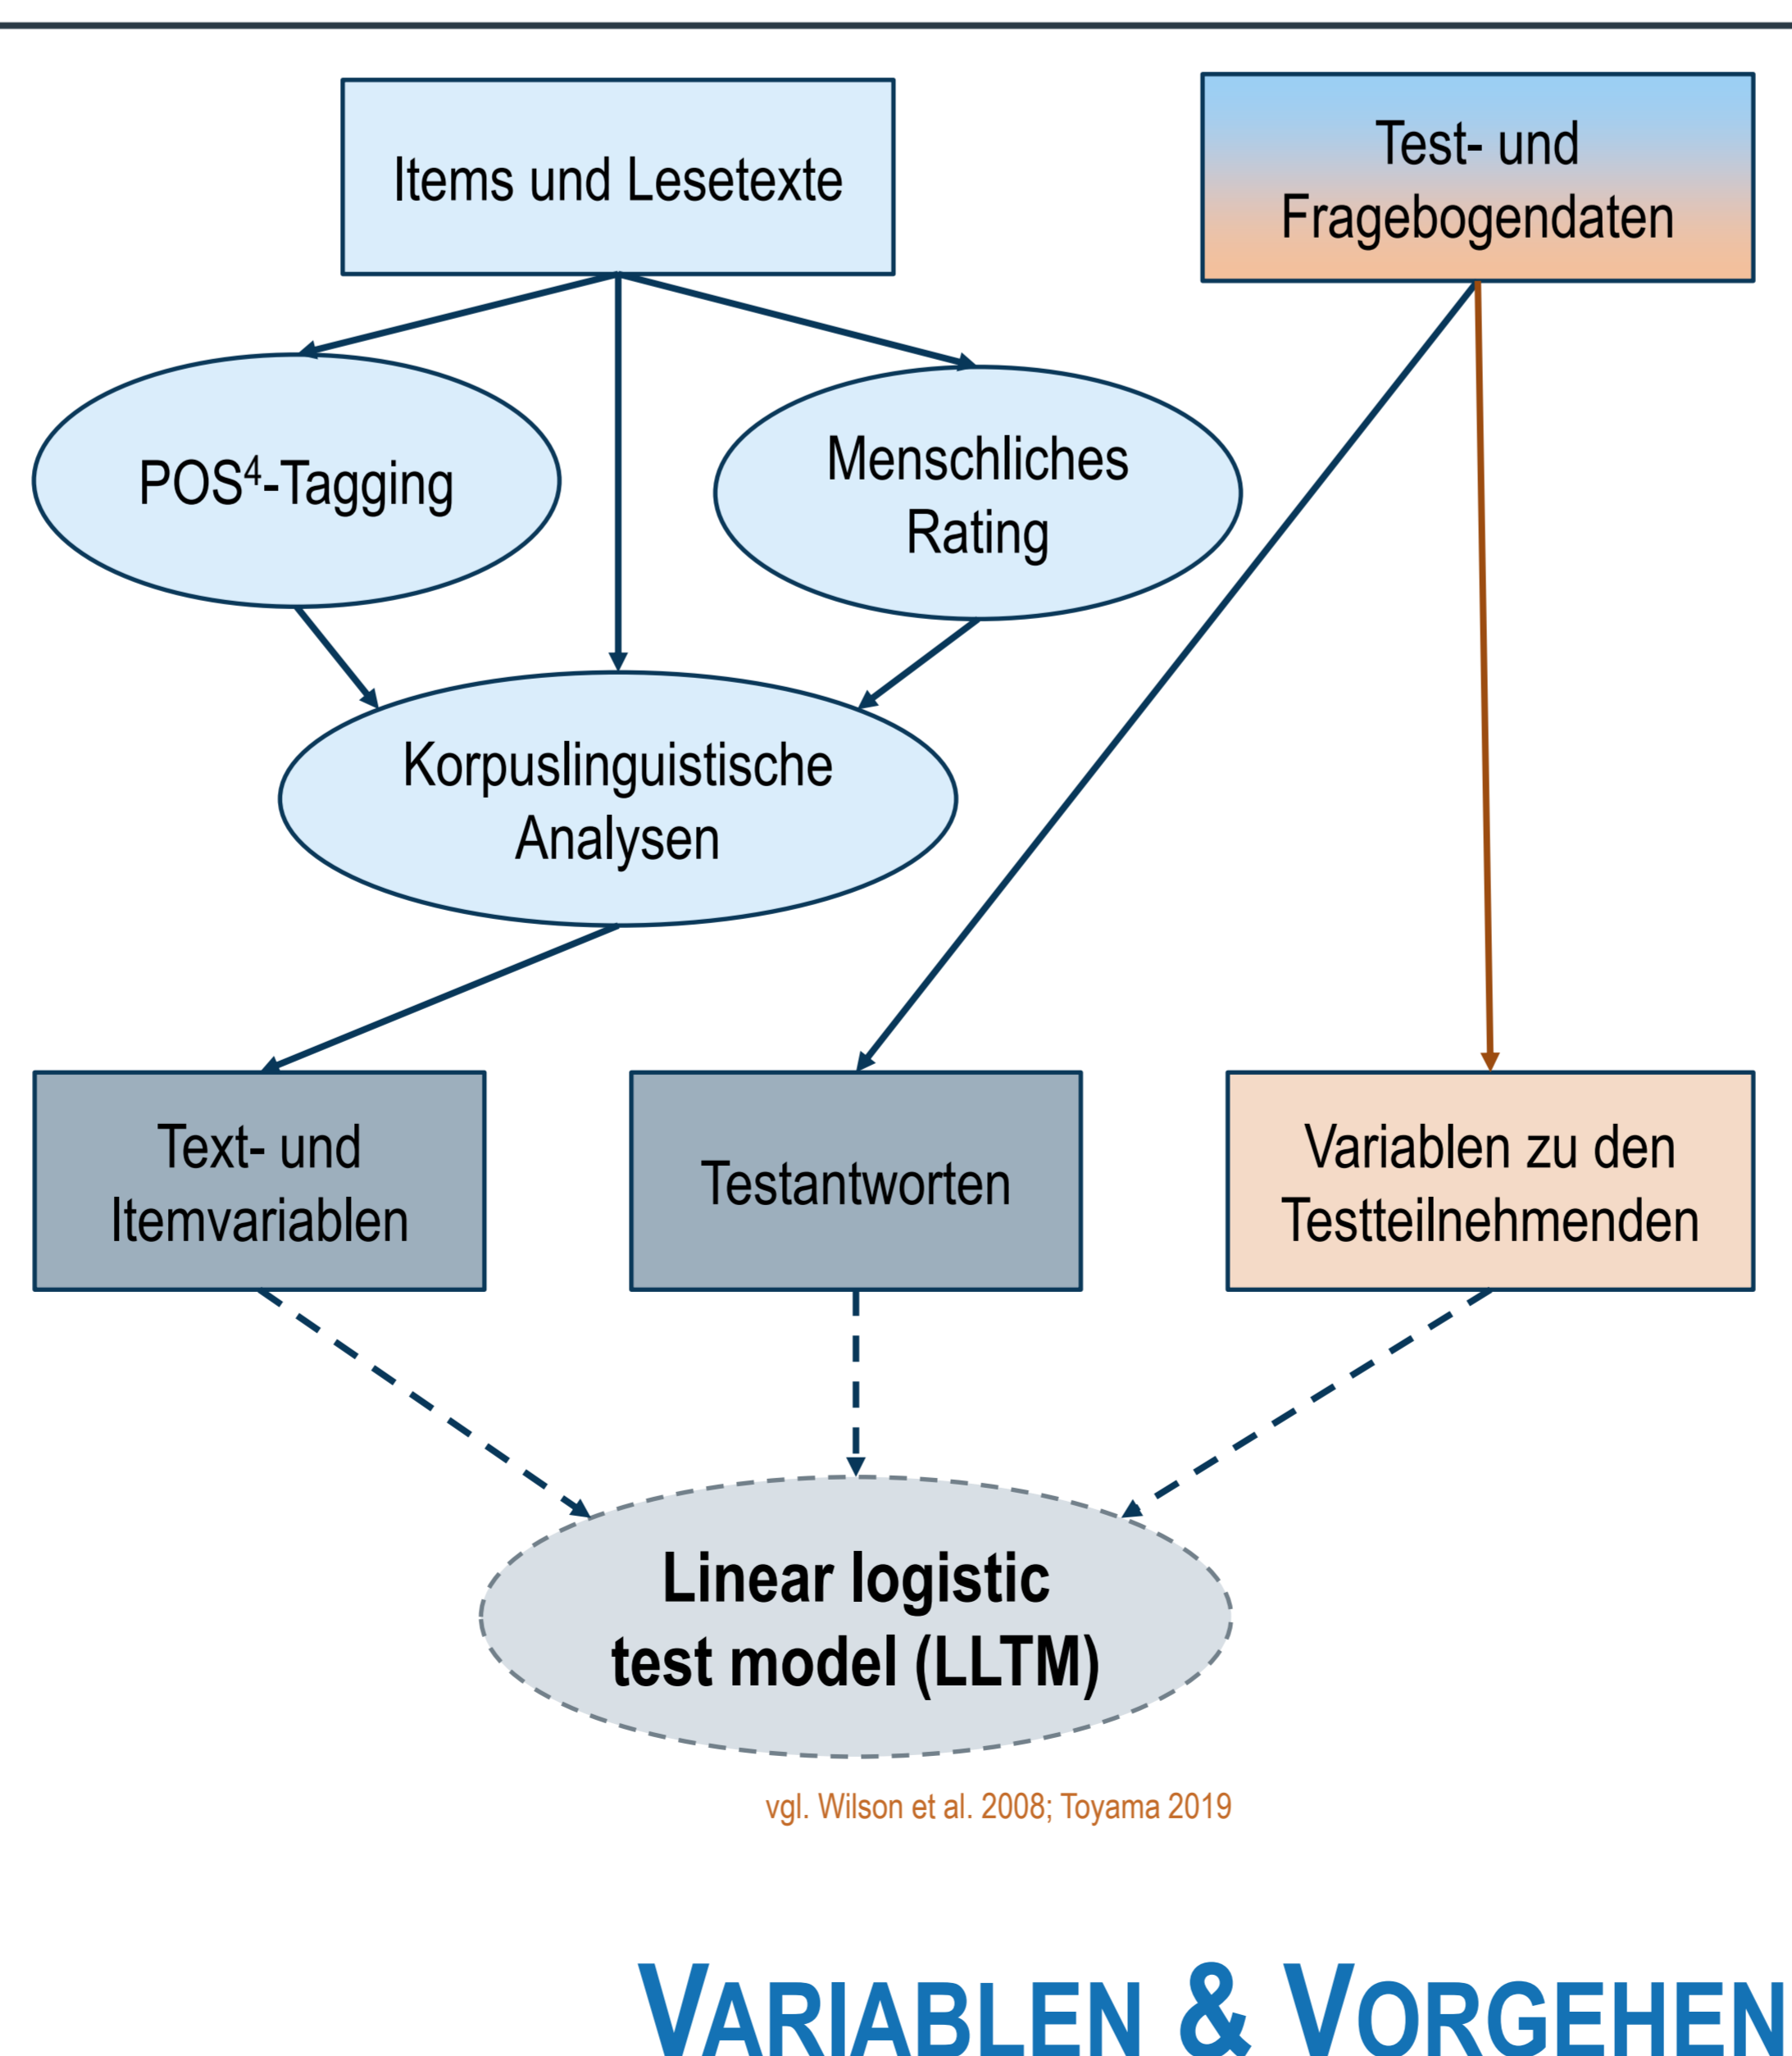 Items und Lesetexte
Test- und
Fragebogendaten
POS⁴-Tagging
Menschliches
Rating
Korpuslinguistische
Analysen
Text- und
Itemvariablen
Testantworten
Variablen zu den
Testteilnehmenden
Linear logistic
test model (LLTM)
vgl. Wilson et al. 2008; Toyama 2019
VARIABLEN & VORGEHEN